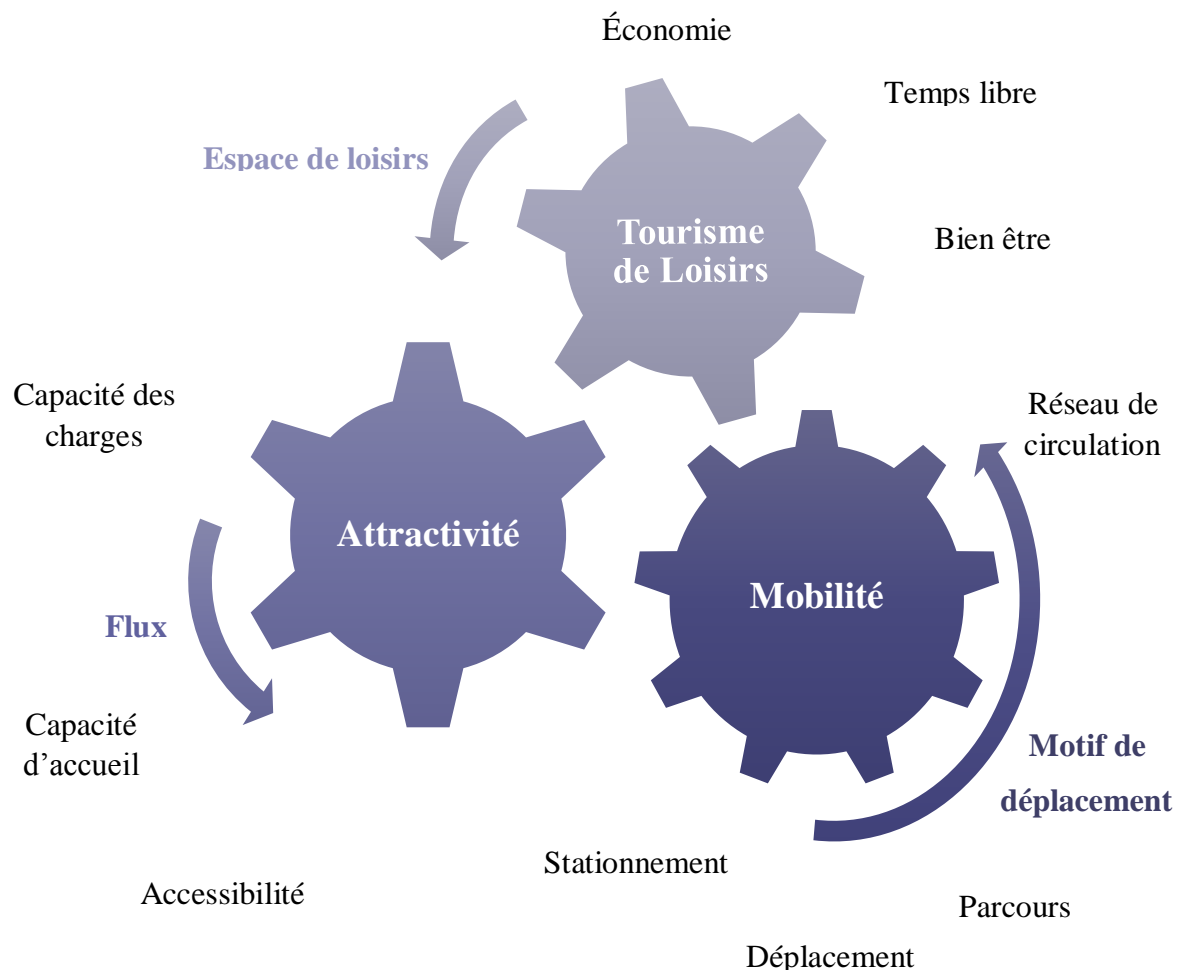 Économie
Temps libre
Espace de loisirs
Tourisme
de Loisirs
Bien être
Capacité des
charges
Réseau de
circulation
Attractivité
Mobilité
Flux
Capacité
d’accueil
Motif de
déplacement
Stationnement
Accessibilité
Parcours
Déplacement